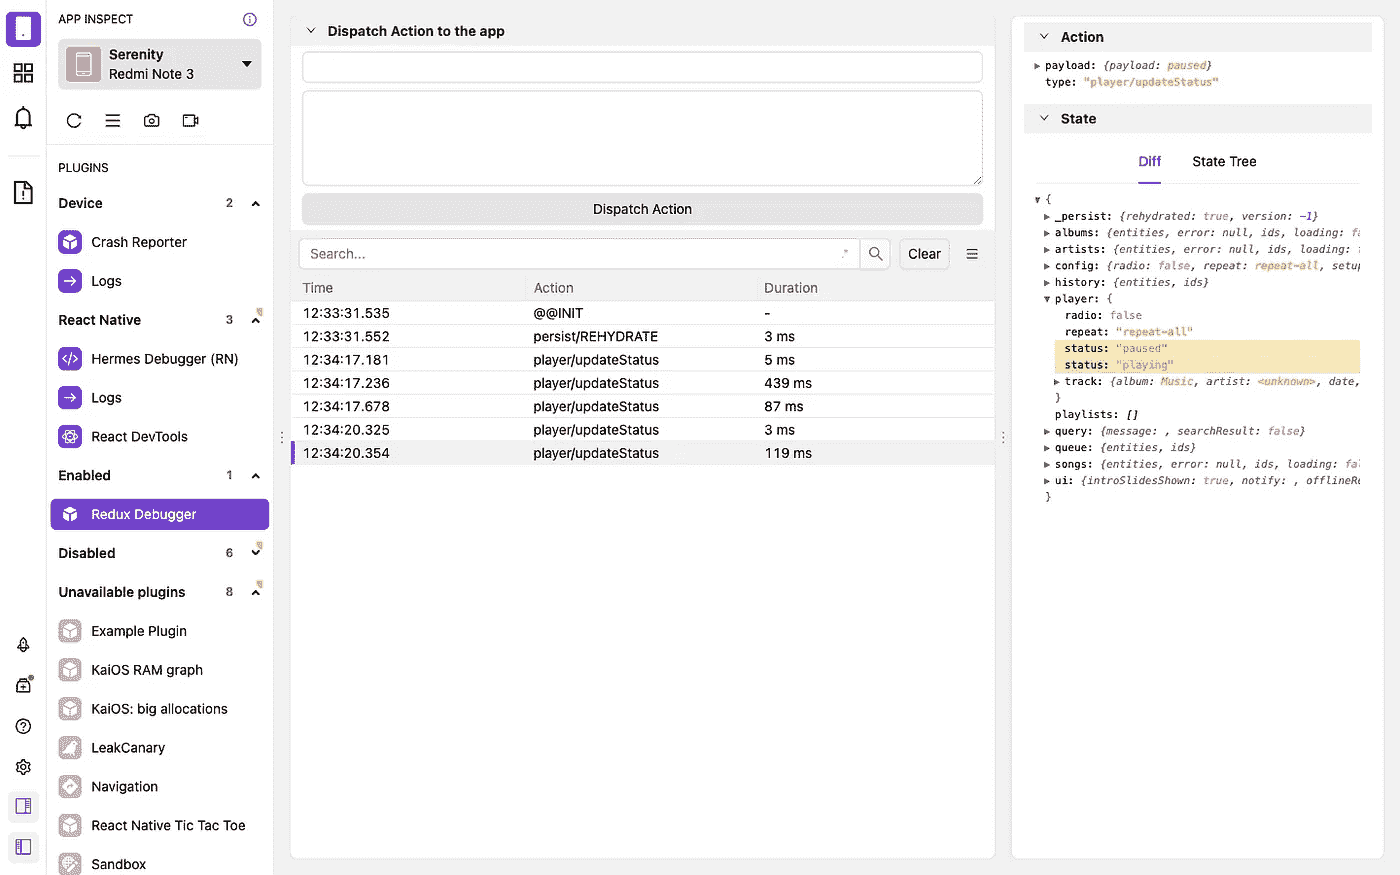 APP INSPECT
Serenity
Redmi Note 3
PLUGINS
Device 2
Crash Reporter
Logs
React Native 3
Hermes Debugger (RN)
Logs
React DevTools
Enabled 1
Redux Debugger
Disabled 6
Unavailable plugins 8
Example Plugin
KaiOS RAM graph
KaiOS: big allocations
LeakCanary
Navigation
React Native Tic Tac Toe
Sandbox
Dispatch Action to the app
Dispatch Action
Search... .* Clear
Time Action Duration
12:33:31.535 @@INIT -
12:33:31.552 persist/REHYDRATE 3 ms
12:34:17.181 player/updateStatus 5 ms
12:34:17.236 player/updateStatus 439 ms
12:34:17.678 player/updateStatus 87 ms
12:34:20.325 player/updateStatus 3 ms
12:34:20.354 player/updateStatus 119 ms
Action
payload: {payload: paused}
type: "player/updateStatus"
State
Diff State Tree
{
_persist: {rehydrated: true, version: -1}
albums: {entities, error: null, ids, loading: fa
artists: {entities, error: null, ids, loading:
config: {radio: false, repeat: repeat-all, setup
history: {entities, ids}
player: {
radio: false
repeat: "repeat-all"
status: "paused"
status: "playing"
track: {album: Music, artist: <unknown>, date,
}
playlists: []
query: {message: , searchResult: false}
queue: {entities, ids}
songs: {entities, error: null, ids, loading: fal
ui: {introSlidesShown: true, notify: , offlineRe
}